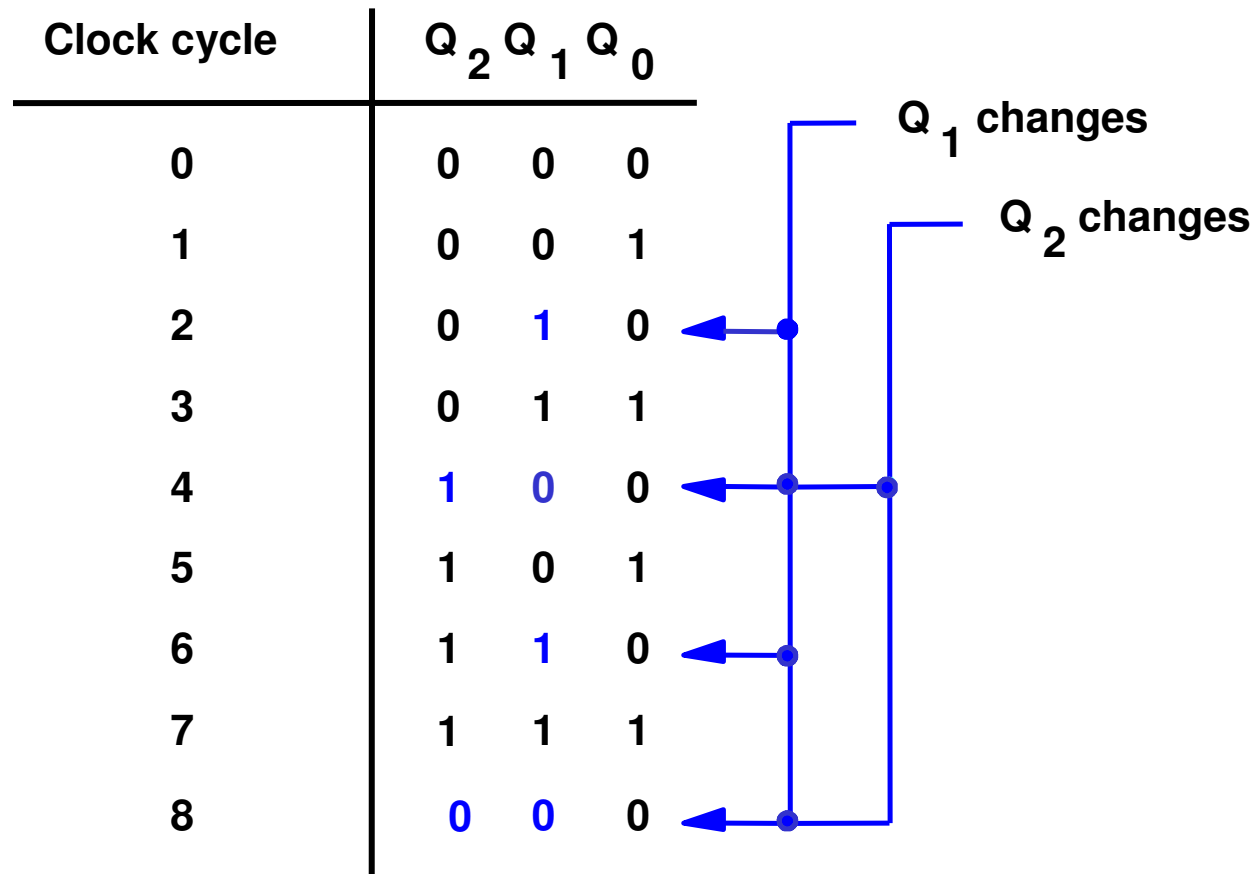 Clock cycle Q2 Q1 Q0
Q1 changes
0 0 0 0
Q2 changes
1 0 0 1
2 0 1 0
3 0 1 1
4 1 0 0
5 1 0 1
6 1 1 0
7 1 1 1
8 0 0 0